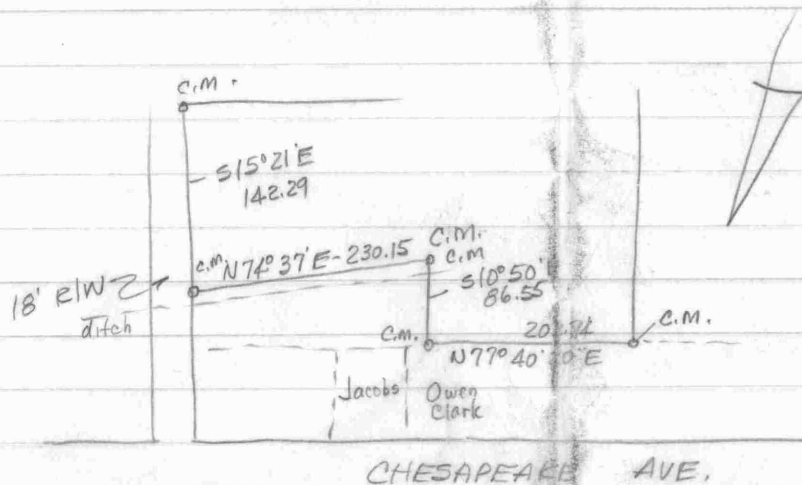 C.M.
S15°21'E
142.29
C.M.
N74°37'E-230.15
C.M.
C.M
S10°50'E
86.55
18' R/W
ditch
C.M.
C.M.
N77°40' E
Jacobs
Owen
Clark
CHESAPEAKE AVE.